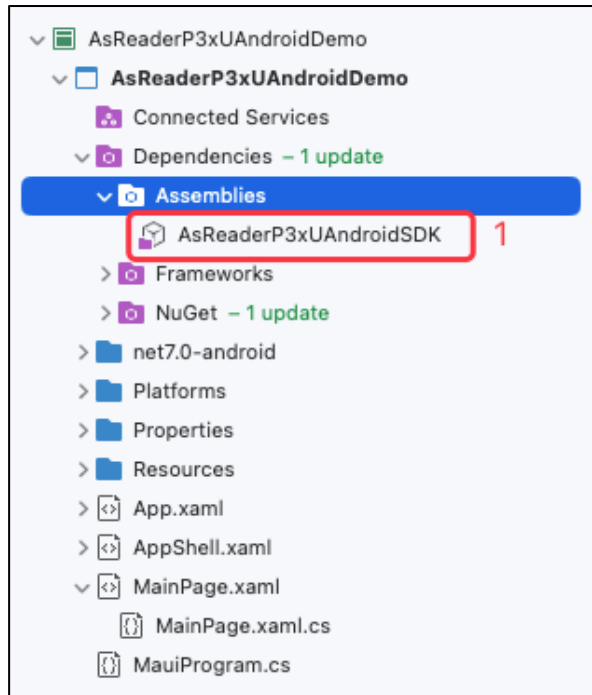 AsReaderP3xUAndroidDemo
AsReaderP3xUAndroidDemo
Connected Services
Dependencies – 1 update
Assemblies
AsReaderP3xUAndroidSDK 1
Frameworks
NuGet – 1 update
net7.0-android
Platforms
Properties
Resources
App.xaml
AppShell.xaml
MainPage.xaml
MainPage.xaml.cs
MauiProgram.cs